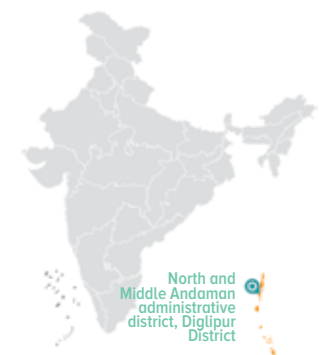 North and
Middle Andaman
administrative
district, Diglipur
District